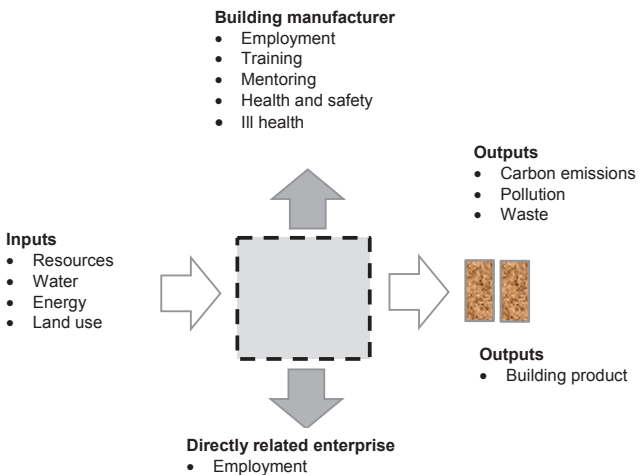 Building manufacturer
• Employment
• Training
• Mentoring
• Health and safety
• Ill health
Outputs
• Carbon emissions
• Pollution
• Waste
Inputs
• Resources
• Water
• Energy
• Land use
Outputs
• Building product
Directly related enterprise
• Employment